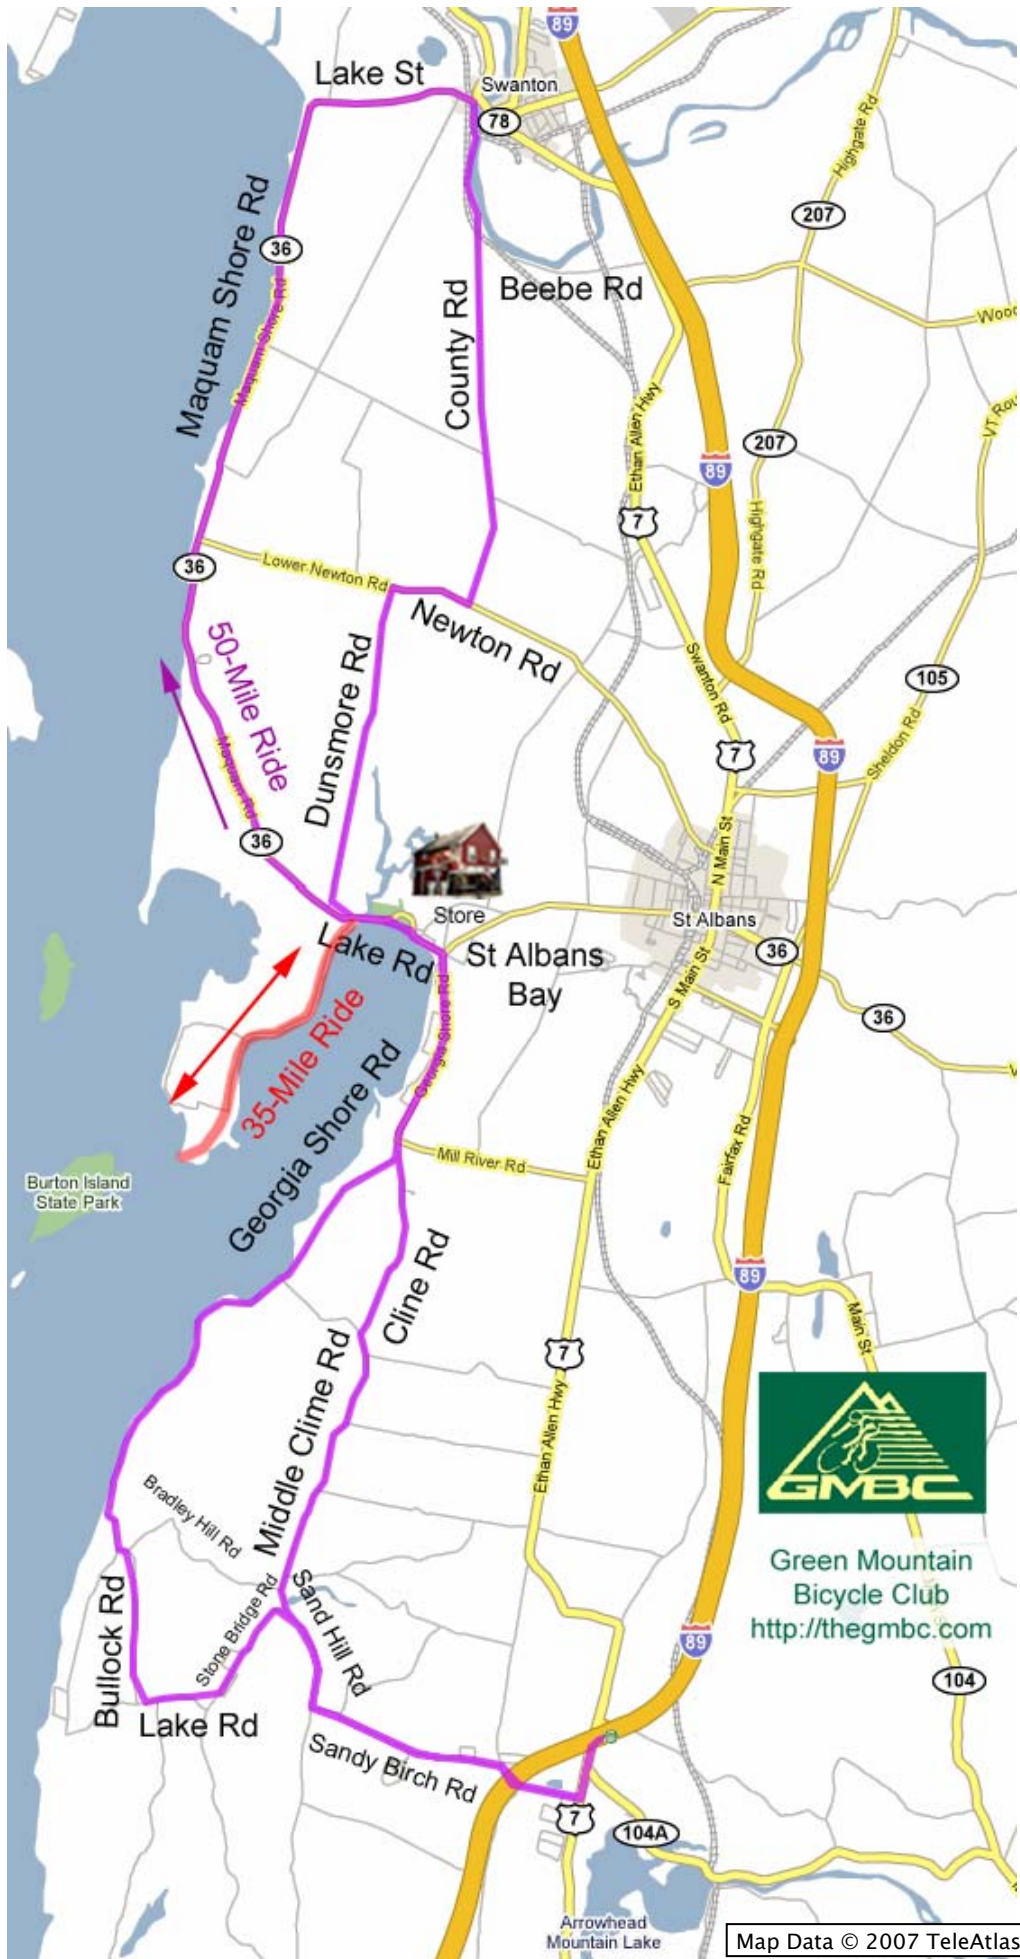 89
Lake St
Swanton
78
Highgate Rd
207
Maquam Shore Rd
36
Maquam Shore Rd
Beebe Rd
County Rd
Wood
Ethan Allen Hwy
VT Rou
207
89
7
Highgate Rd
36
Lower Newton Rd
Newton Rd
50-Mile Ride
Dunsmore Rd
Swanton Rd
105
Sheldon Rd
7
89
Maquam Rd
36
N Main St
Store
St Albans
Lake Rd
St Albans
Bay
36
S Main St
Georgia Shore Rd
36
35-Mile Ride
Georgia Shore Rd
Ethan Allen Hwy
Fairfax Rd
Mill River Rd
Burton Island
State Park
Cline Rd
89
Main St
7
Middle Clime Rd
Ethan Allen Hwy
GMBC
Bradley Hill Rd
Green Mountain
Bicycle Club
http://thegmbc.com
Stone Bridge Rd
Sand Hill Rd
Bullock Rd
89
104
Lake Rd
Sandy Birch Rd
7
104A
Arrowhead
Mountain Lake
Map Data © 2007 TeleAtlas